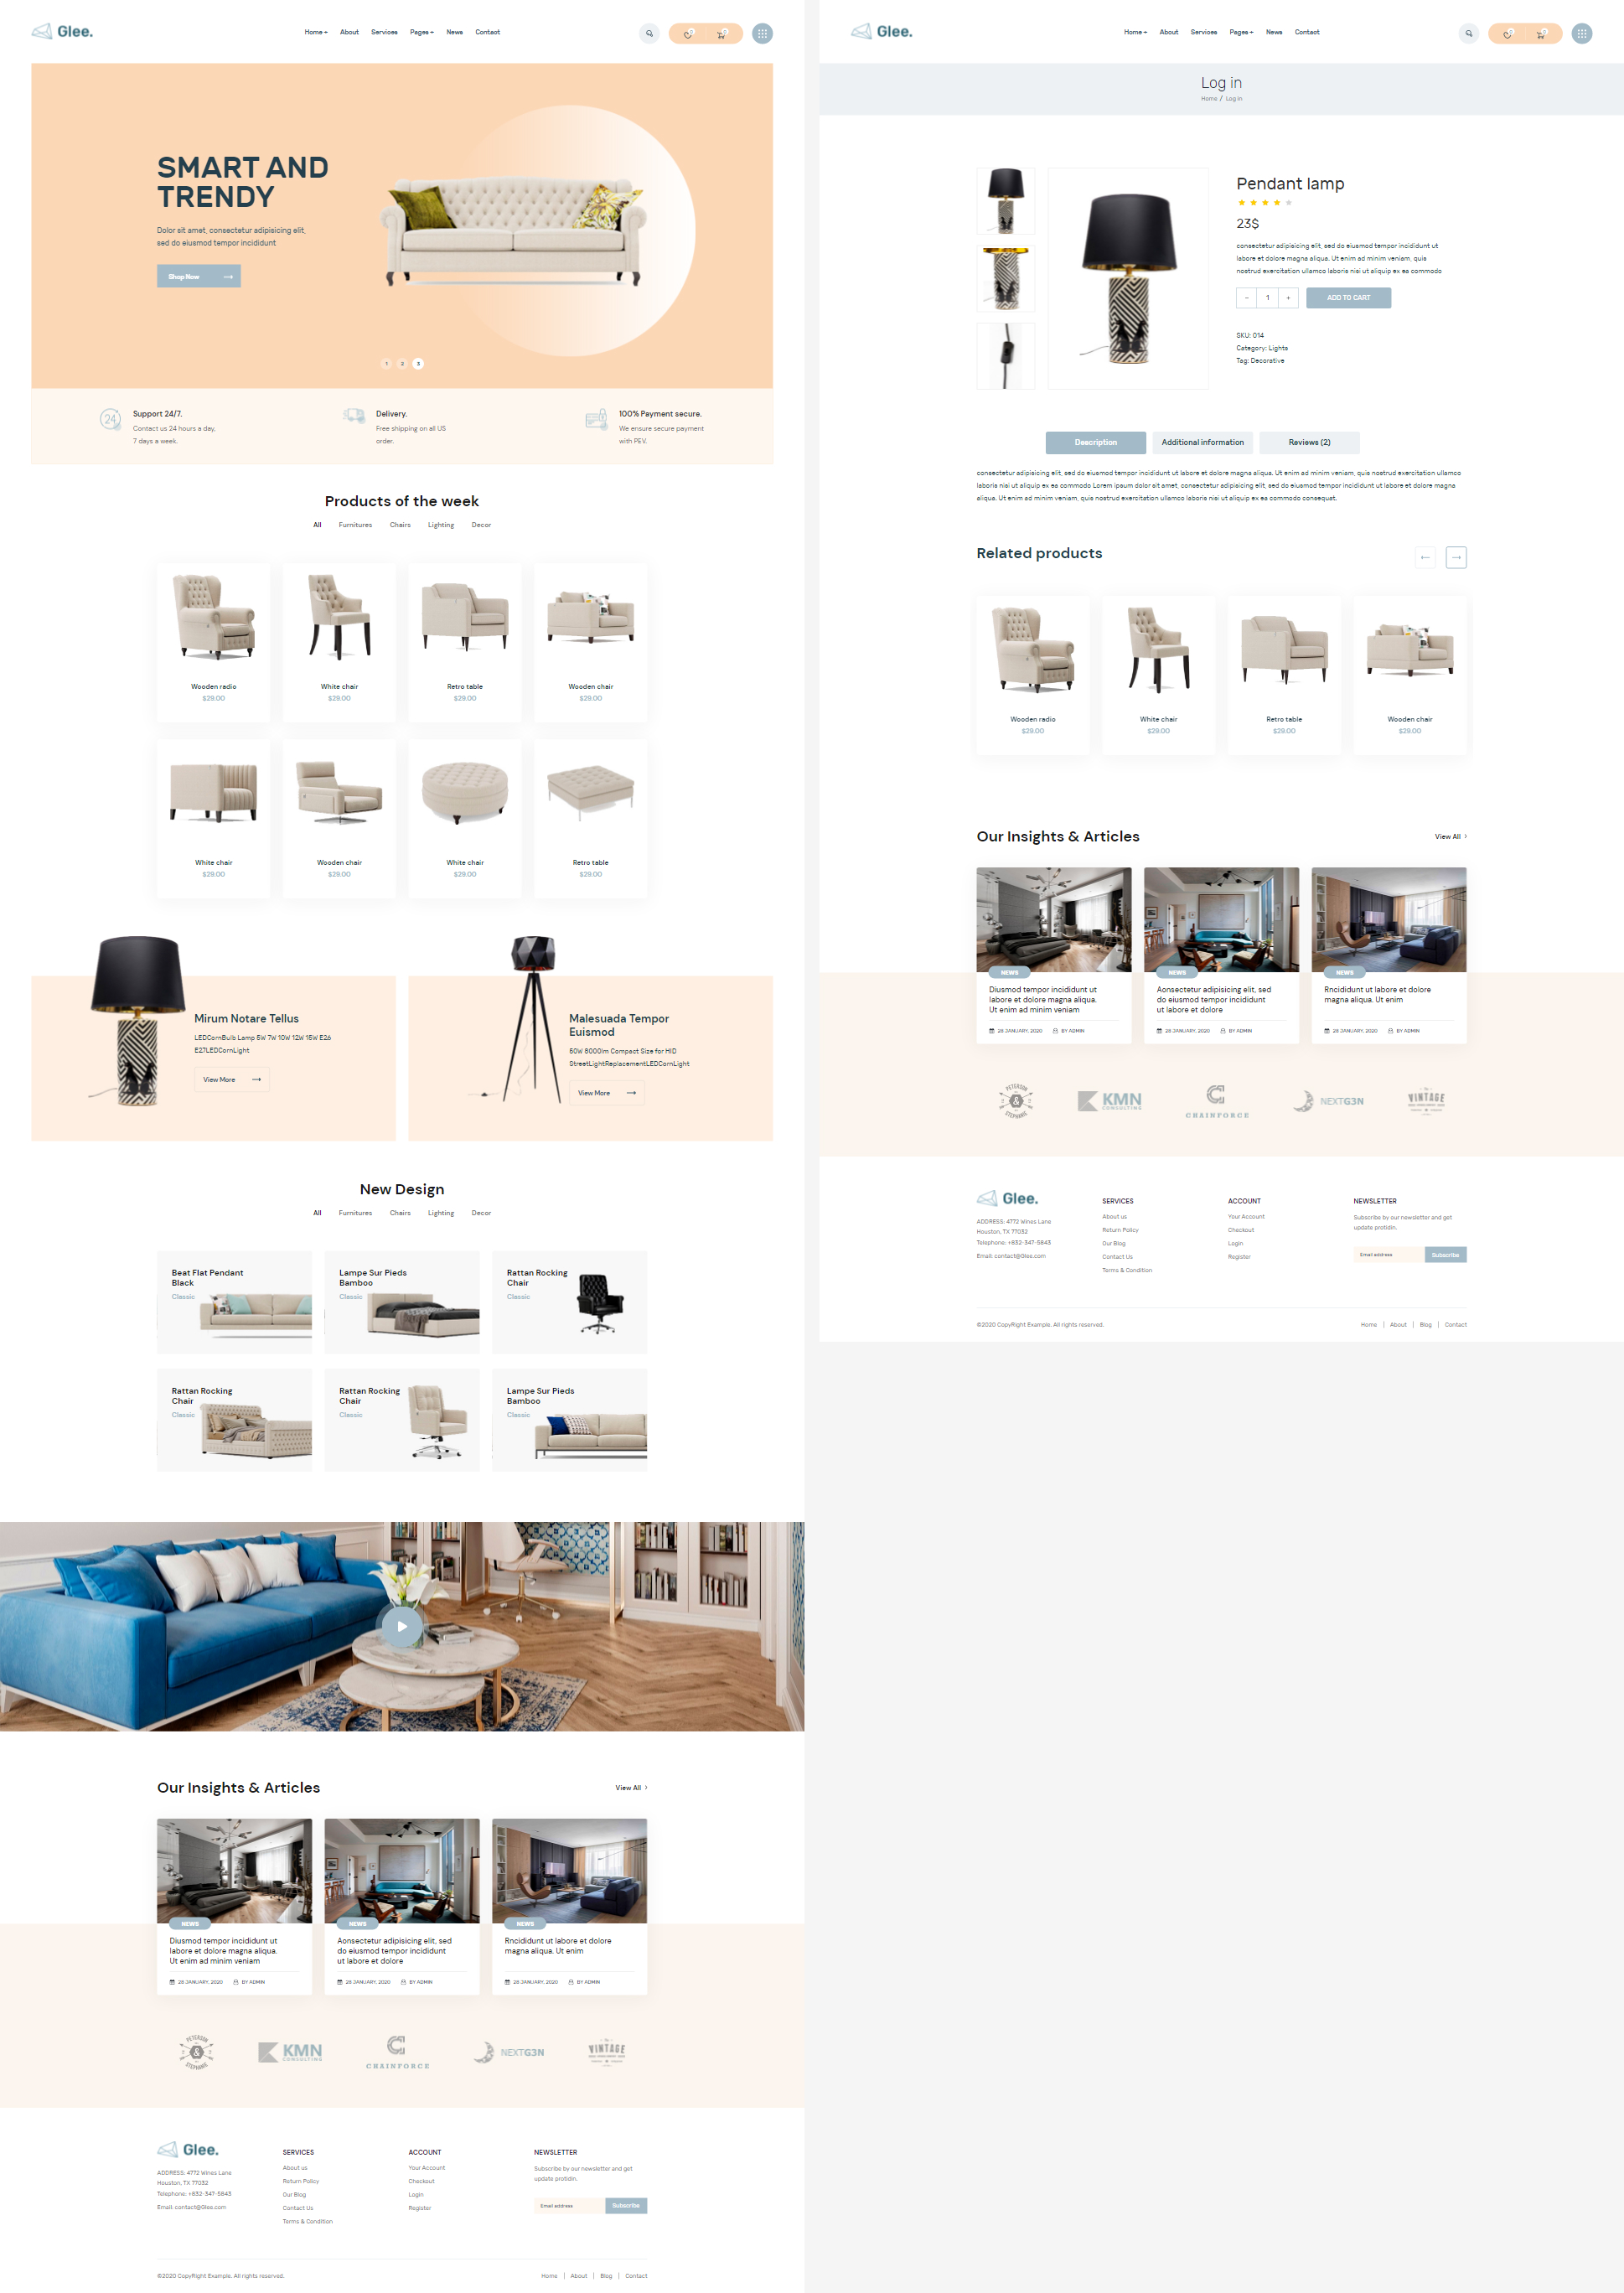 Glee.
Home +
About
Services
Pages +
News
Contact
SMART AND
TRENDY
Dolor sit amet, consectetur adipisicing elit,
sed do eiusmod tempor incididunt
Shop Now
1 2 3
24
Support 24/7.
Contact us 24 hours a day,
7 days a week.
Delivery.
Free shipping on all US
order.
100% Payment secure.
We ensure secure payment
with PEV.
Products of the week
All Furnitures Chairs Lighting Decor
Wooden radio
$29.00
White chair
$29.00
Retro table
$29.00
Wooden chair
$29.00
White chair
$29.00
Wooden chair
$29.00
White chair
$29.00
Retro table
$29.00
Mirum Notare Tellus
LEDCornBulb Lamp 5W 7W 10W 12W 15W E26
E27LEDCornLight
View More
Malesuada Tempor
Euismod
60W 8000lm Compact Size for HID
StreetLightReplacementLEDCornLight
View More
New Design
All Furnitures Chairs Lighting Decor
Beat Flat Pendant
Black
Classic
Lampe Sur Pieds
Bamboo
Classic
Rattan Rocking
Chair
Rattan Rocking
Chair
Classic
Rattan Rocking
Chair
Classic
Lampe Sur Pieds
Bamboo
Classic
Our Insights & Articles
View All
NEWS
Diusmod tempor incididunt ut
labore et dolore magna aliqua.
Ut enim ad minim veniam
28 JANUARY, 2020 BY ADMIN
NEWS
Aonsectetur adipisicing elit, sed
do eiusmod tempor incididunt
ut labore et dolore
28 JANUARY, 2020 BY ADMIN
NEWS
Rncididunt ut labore et dolore
magna aliqua. Ut enim
28 JANUARY, 2020 BY ADMIN
PETERSON
&
STEPHANIE
KMN
CONSULTING
CHAINFORCE
NEXTG3N
VINTAGE
Glee.
ADDRESS: 4772 Wines Lane
Houston, TX 77032
Telephone: +832-347-5843
Email: contact@Glee.com
SERVICES
About us
Return Policy
Our Blog
Contact Us
Terms & Condition
ACCOUNT
Your Account
Checkout
Login
Register
NEWSLETTER
Subscribe by our newsletter and get
update protidin.
Email address
Subscribe
©2020 CopyRight Example. All rights reserved.
Home | About | Blog | Contact
Glee.
Home +
About
Services
Pages +
News
Contact
Log in
Home / Log in
Pendant lamp
23$
consectetur adipisicing elit, sed do eiusmod tempor incididunt ut
labore et dolore magna aliqua. Ut enim ad minim veniam, quis
nostrud exercitation ullamco laboris nisi ut aliquip ex ea commodo
− 1 +
ADD TO CART
SKU: 014
Category: Lights
Tag: Decorative
Description
Additional information
Reviews (2)
consectetur adipisicing elit, sed do eiusmod tempor incididunt ut labore et dolore magna aliqua. Ut enim ad minim veniam, quis nostrud exercitation ullamco
laboris nisi ut aliquip ex ea commodo Lorem ipsum dolor sit amet, consectetur adipisicing elit, sed do eiusmod tempor incididunt ut labore et dolore magna
aliqua. Ut enim ad minim veniam, quis nostrud exercitation ullamco laboris nisi ut aliquip ex ea commodo consequat.
Related products
Wooden radio
$29.00
White chair
$29.00
Retro table
$29.00
Wooden chair
$29.00
Our Insights & Articles
View All
NEWS
Diusmod tempor incididunt ut
labore et dolore magna aliqua.
Ut enim ad minim veniam
28 JANUARY, 2020 BY ADMIN
NEWS
Aonsectetur adipisicing elit, sed
do eiusmod tempor incididunt
ut labore et dolore
28 JANUARY, 2020 BY ADMIN
NEWS
Rncididunt ut labore et dolore
magna aliqua. Ut enim
28 JANUARY, 2020 BY ADMIN
PETERSON
&
STEPHANIE
KMN
CONSULTING
CHAINFORCE
NEXTG3N
VINTAGE
Glee.
ADDRESS: 4772 Wines Lane
Houston, TX 77032
Telephone: +832-347-5843
Email: contact@Glee.com
SERVICES
About us
Return Policy
Our Blog
Contact Us
Terms & Condition
ACCOUNT
Your Account
Checkout
Login
Register
NEWSLETTER
Subscribe by our newsletter and get
update protidin.
Email address
Subscribe
©2020 CopyRight Example. All rights reserved.
Home | About | Blog | Contact